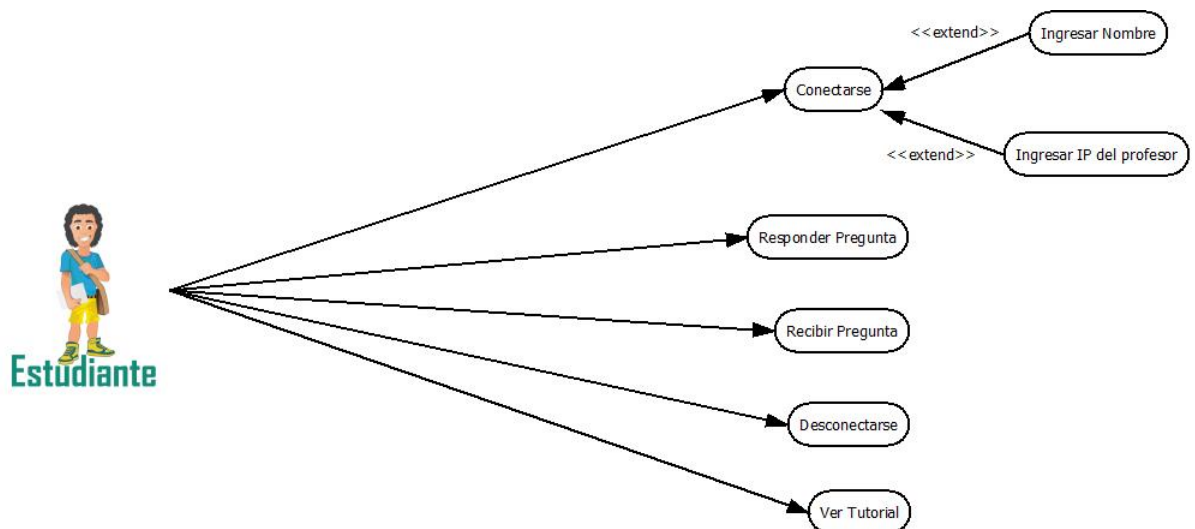 <<extend>>
Ingresar Nombre
Conectarse
<<extend>>
Ingresar IP del profesor
Responder Pregunta
Recibir Pregunta
Estudiante
Desconectarse
Ver Tutorial